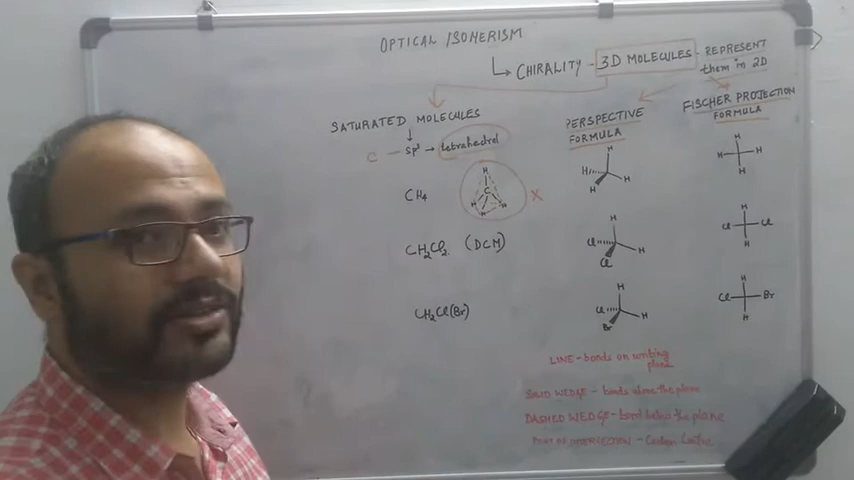 OPTICAL ISOMERISM
CHIRALITY - 3D MOLECULES - REPRESENT
them in 2D
SATURATED MOLECULES
C - SP³ → tetrahedral
PERSPECTIVE
FORMULA
FISCHER PROJECTION
FORMULA
CH4
H
C
H H
H
X
H
H
H
H
H
H H
H
CH2Cl2 (DCM)
H
Cl
H
Cl
H
Cl Cl
H
CH2Cl(Br)
H
Cl
H
Br
H
Cl Br
H
LINE - bonds on writing
plane
SOLID WEDGE - bonds above the plane
DASHED WEDGE - bond below the plane
POINT OF INTERSECTION - Carbon Centre